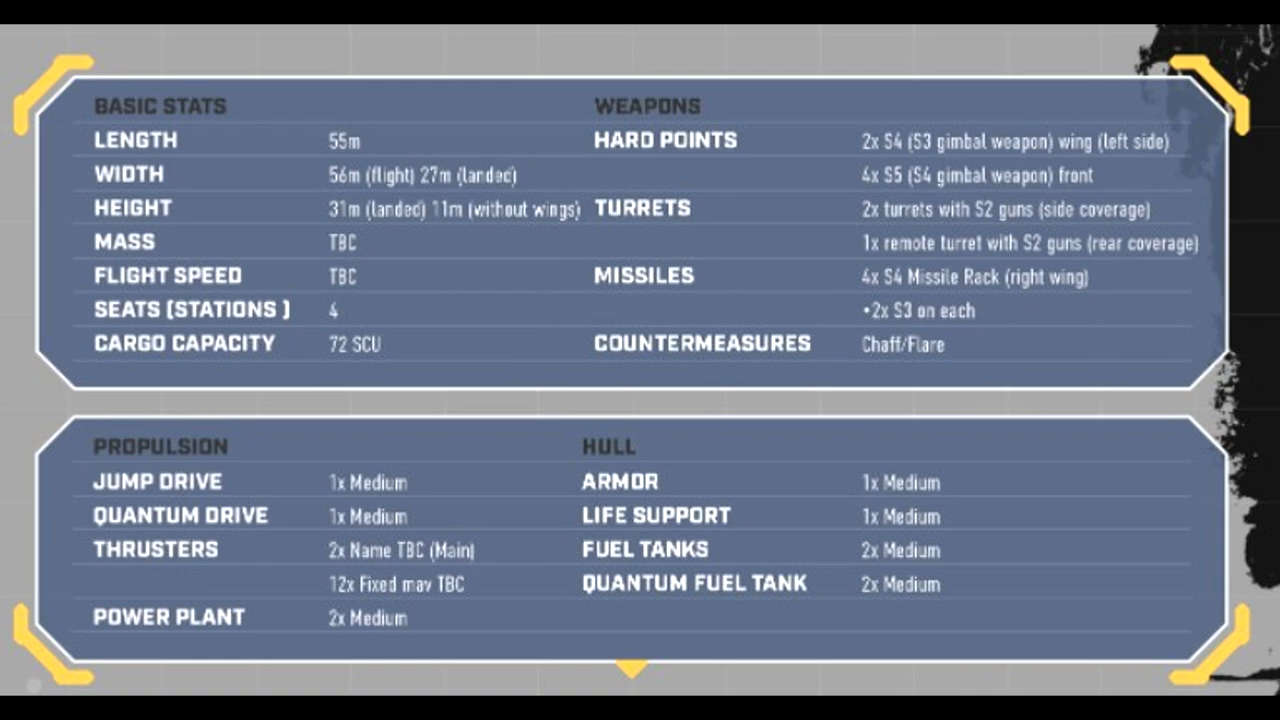 BASIC STATS WEAPONS
LENGTH 55m HARD POINTS 2x S4 (S3 gimbal weapon) wing (left side)
WIDTH 56m (flight) 27m (landed) 4x S5 (S4 gimbal weapon) front
HEIGHT 31m (landed) 11m (without wings) TURRETS 2x turrets with S2 guns (side coverage)
MASS TBC 1x remote turret with S2 guns (rear coverage)
FLIGHT SPEED TBC MISSILES 4x S4 Missile Rack (right wing)
SEATS (STATIONS ) 4 •2x S3 on each
CARGO CAPACITY 72 SCU COUNTERMEASURES Chaff/Flare
PROPULSION HULL
JUMP DRIVE 1x Medium ARMOR 1x Medium
QUANTUM DRIVE 1x Medium LIFE SUPPORT 1x Medium
THRUSTERS 2x Name TBC (Main) FUEL TANKS 2x Medium
12x Fixed mav TBC QUANTUM FUEL TANK 2x Medium
POWER PLANT 2x Medium